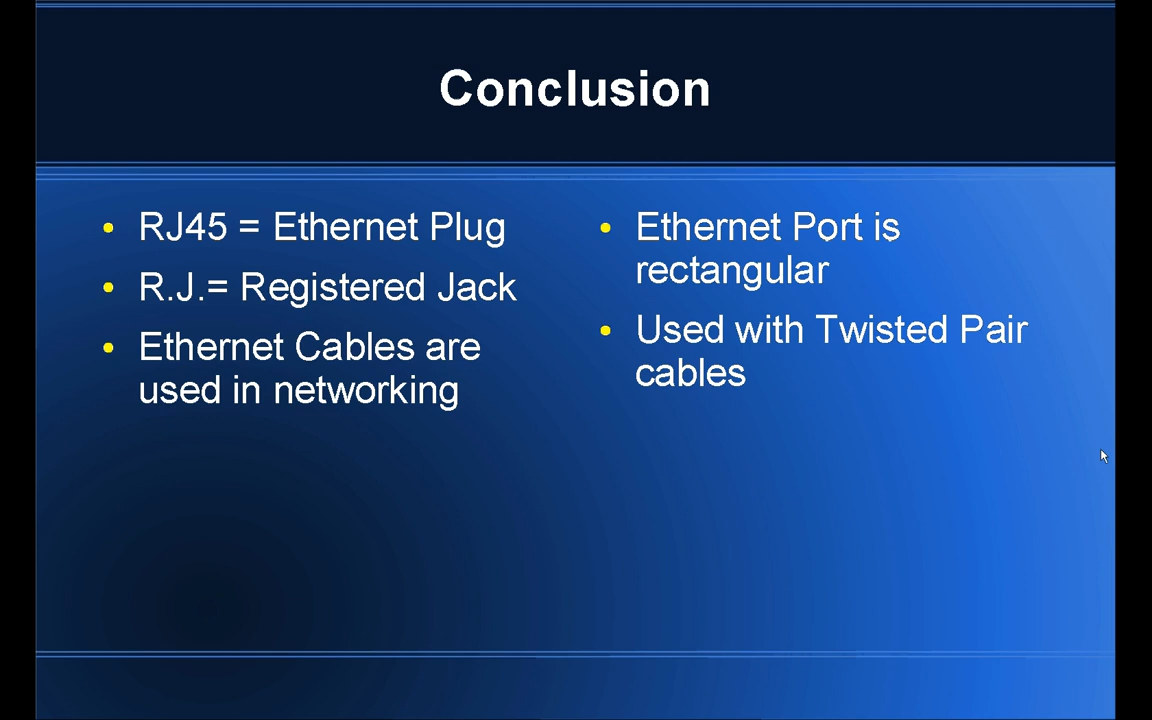 Conclusion
• RJ45 = Ethernet Plug
• R.J.= Registered Jack
• Ethernet Cables are
used in networking
• Ethernet Port is
rectangular
• Used with Twisted Pair
cables